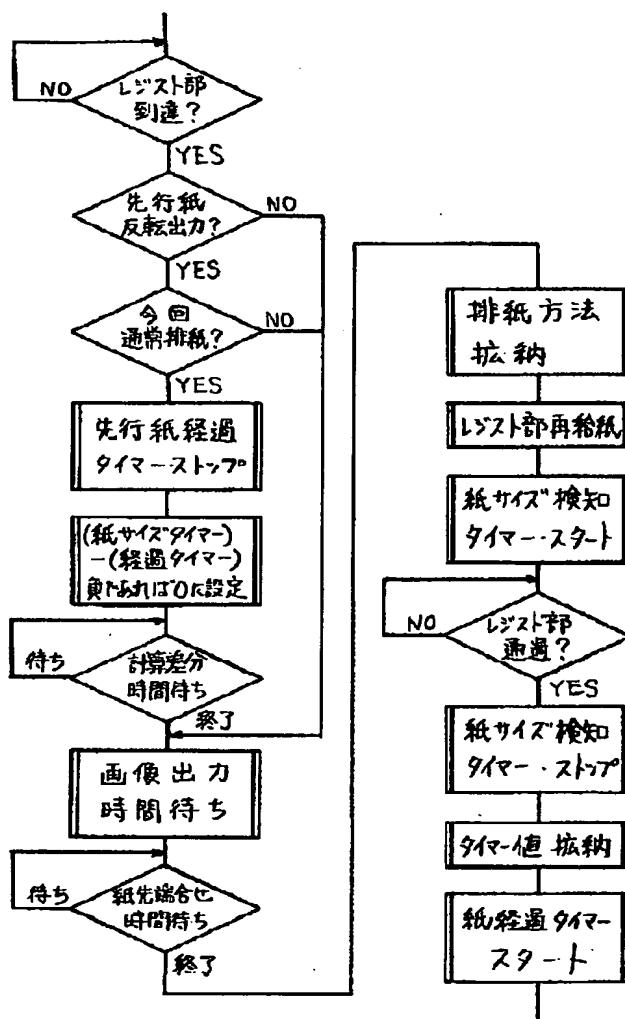 レジスト部
到達?
NO
YES
先行紙
反転出力?
NO
YES
今回
通常排紙?
NO
YES
先行紙経過
タイマーストップ
(紙サイズタイマー)
-(経過タイマー)
負であれば0に設定
計算差分
時間待ち
待ち
終了
画像出力
時間待ち
紙先端合せ
時間待ち
待ち
終了
排紙方法
拡納
レジスト部再給紙
紙サイズ検知
タイマー・スタート
レジスト部
通過?
NO
YES
紙サイズ検知
タイマー・ストップ
タイマー値拡納
紙経過タイマー
スタート